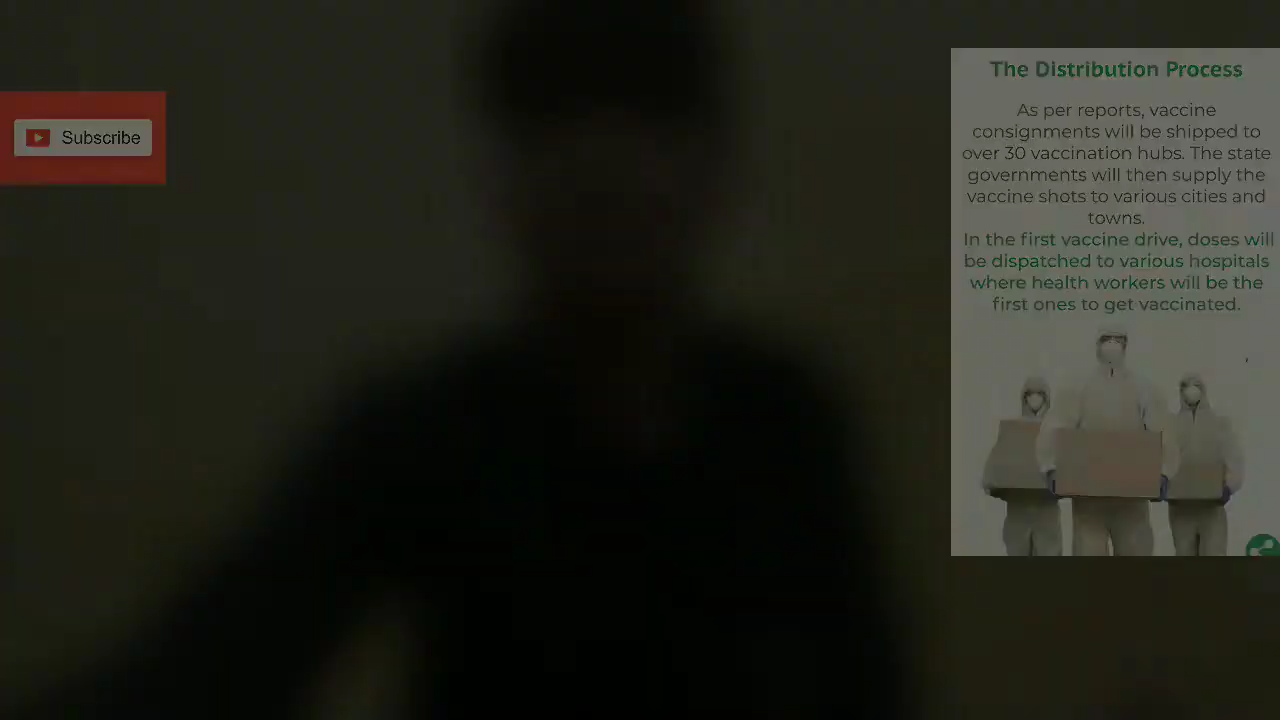 Subscribe
The Distribution Process
As per reports, vaccine
consignments will be shipped to
over 30 vaccination hubs. The state
governments will then supply the
vaccine shots to various cities and
towns.
In the first vaccine drive, doses will
be dispatched to various hospitals
where health workers will be the
first ones to get vaccinated.